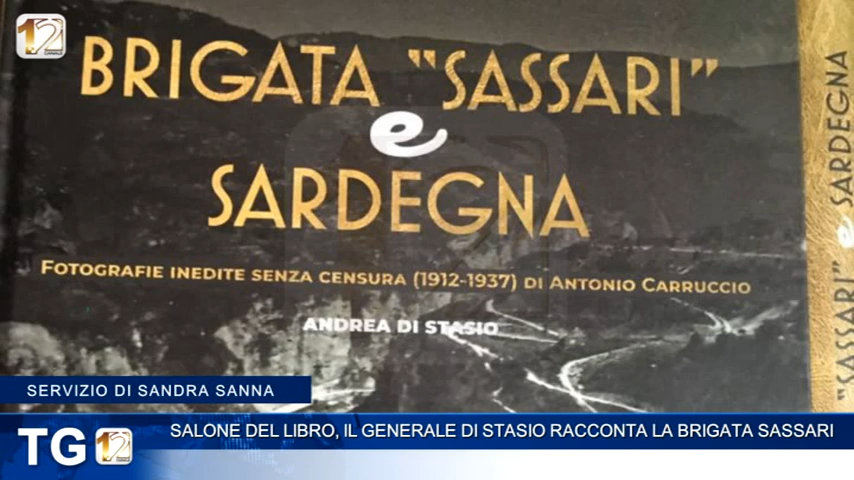 12
BRIGATA "SASSARI"
e
SARDEGNA
FOTOGRAFIE INEDITE SENZA CENSURA (1912-1937) DI ANTONIO CARRUCCIO
ANDREA DI STASIO
"SASSARI" e SARDEGNA
SERVIZIO DI SANDRA SANNA
TG 12
SALONE DEL LIBRO, IL GENERALE DI STASIO RACCONTA LA BRIGATA SASSARI